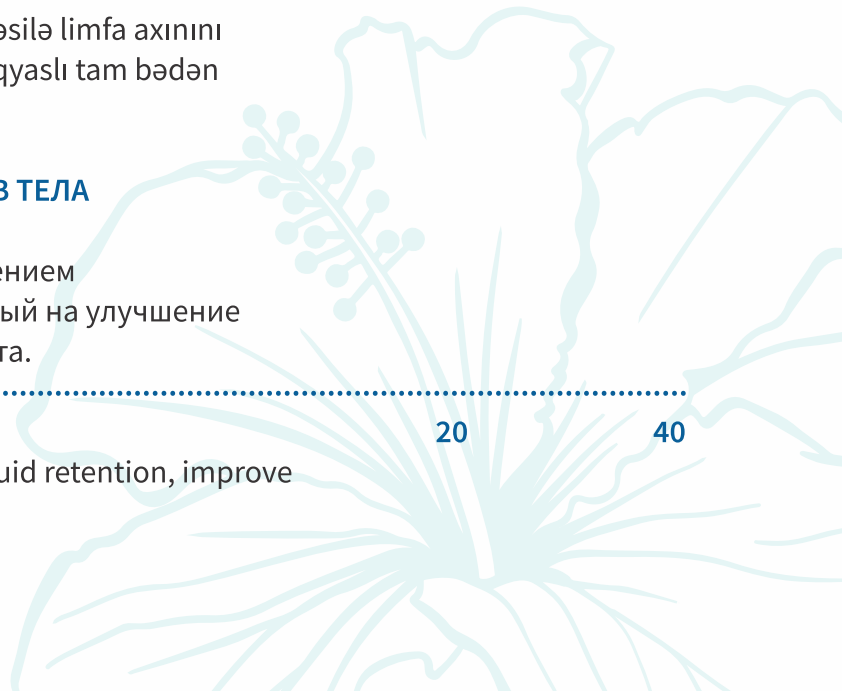 əsilə limfa axınını
qyaslı tam bədən
В ТЕЛА
ением
ый на улучшение
та.
20 40
uid retention, improve